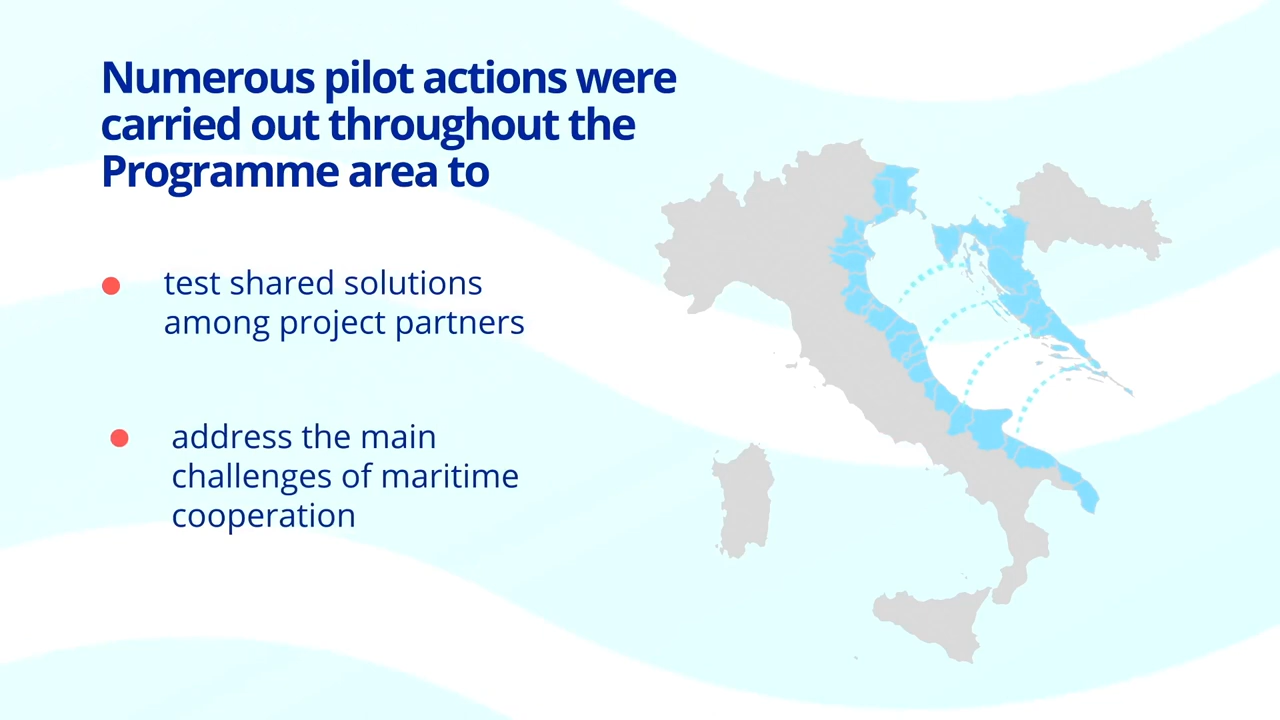 Numerous pilot actions were
carried out throughout the
Programme area to
test shared solutions
among project partners
address the main
challenges of maritime
cooperation